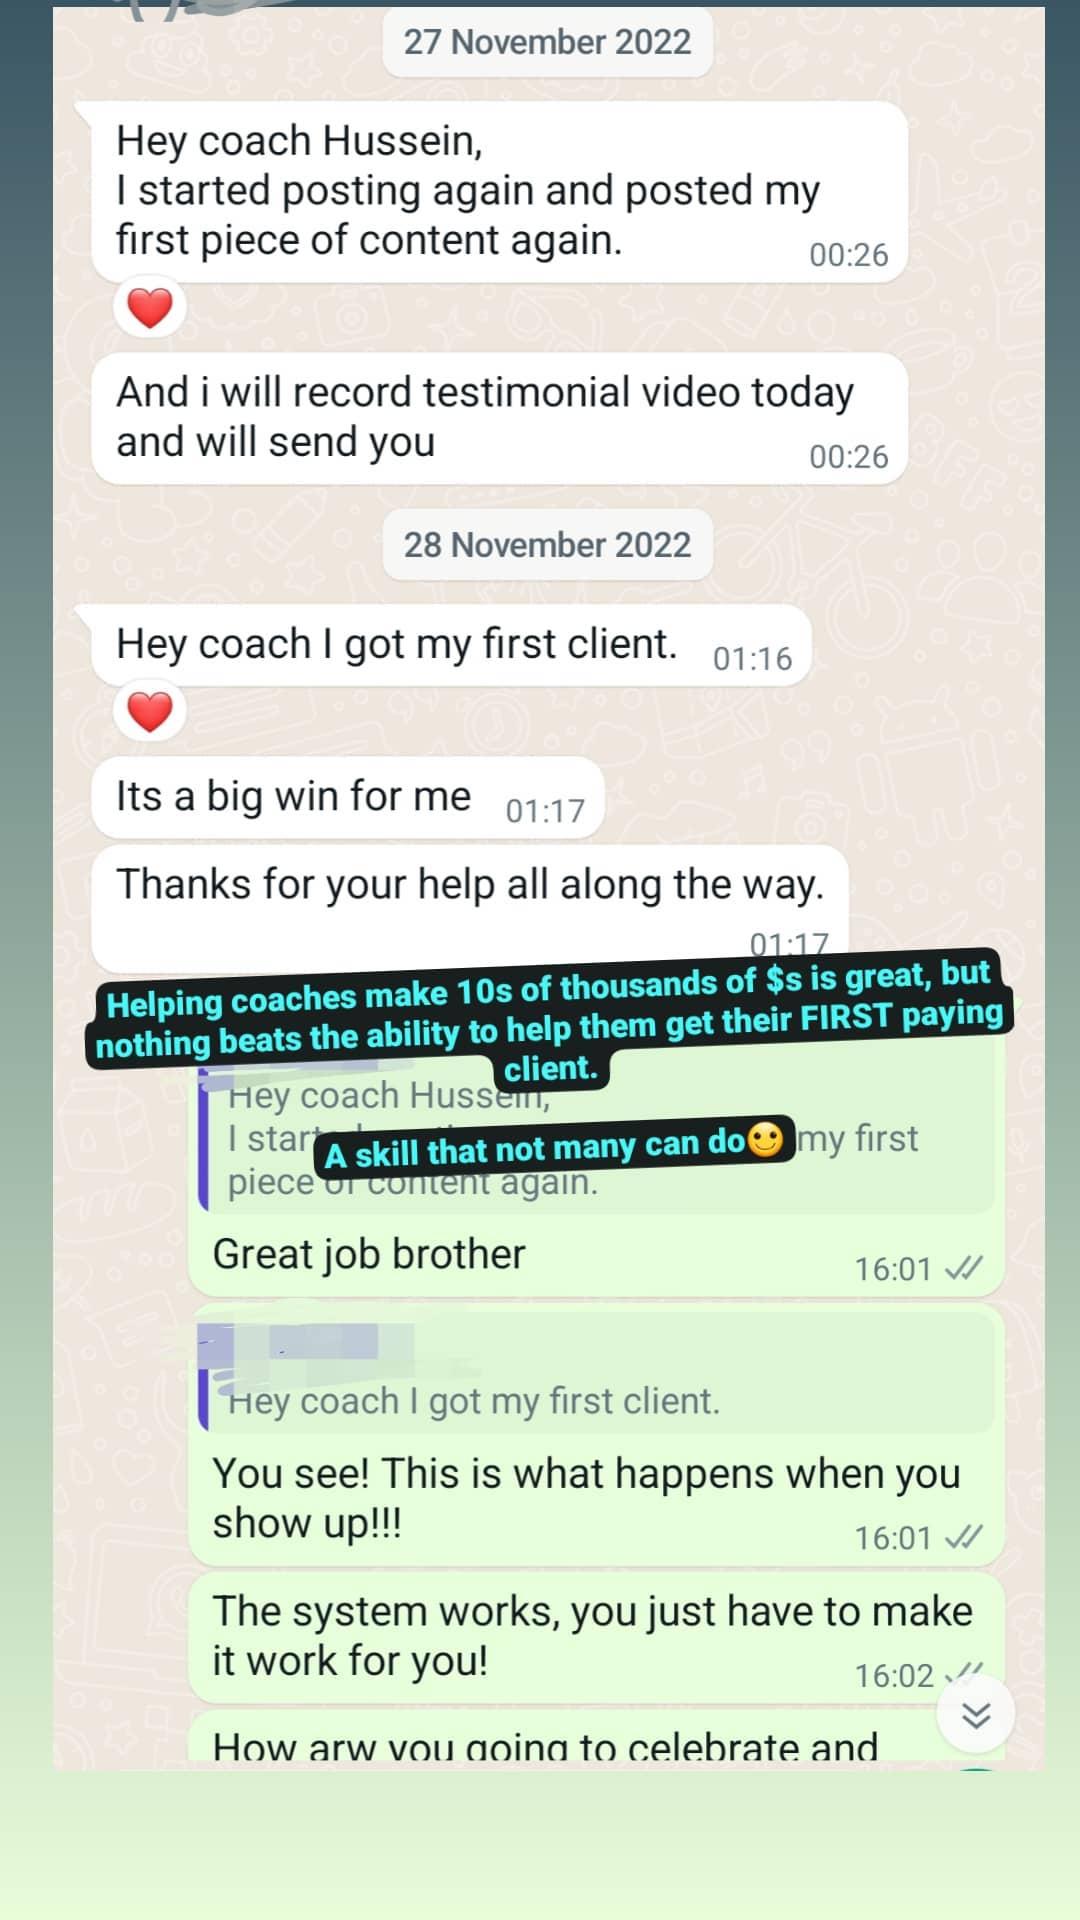 27 November 2022
Hey coach Hussein,
I started posting again and posted my
first piece of content again.
00:26
And i will record testimonial video today
and will send you
00:26
28 November 2022
Hey coach I got my first client.
01:16
Its a big win for me
01:17
Thanks for your help all along the way.
01:17
Helping coaches make 10s of thousands of $s is great, but
nothing beats the ability to help them get their FIRST paying
client.
Hey coach Hussein,
I star
A skill that not many can do🙂
my first
piece of content again.
Great job brother
16:01
Hey coach I got my first client.
You see! This is what happens when you
show up!!!
16:01
The system works, you just have to make
it work for you!
16:02
How arw you going to celebrate and